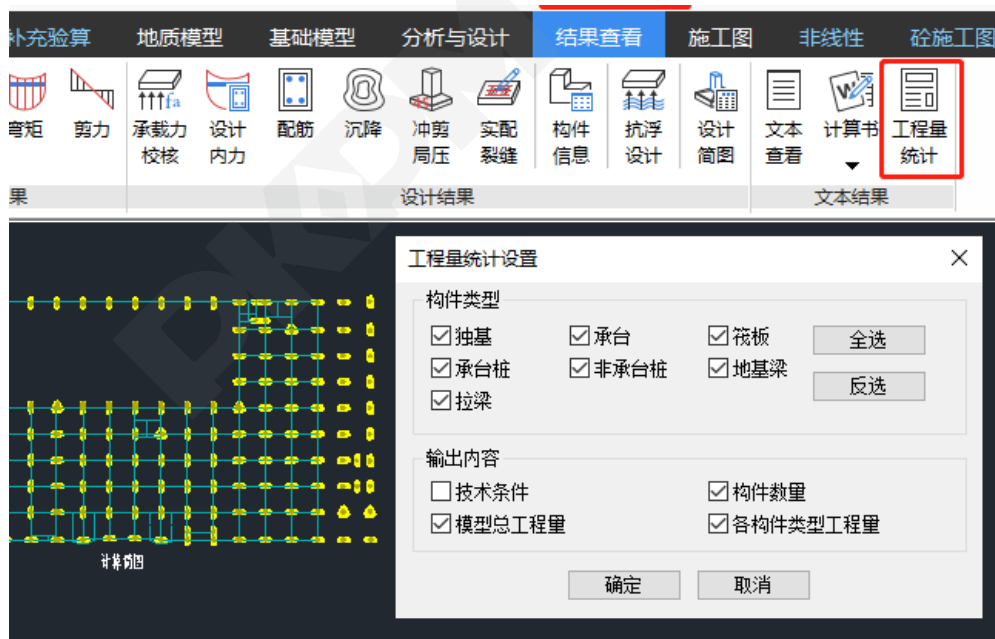 补充验算 地质模型 基础模型 分析与设计 结果查看 施工图 非线性 砼施工图
弯矩 剪力 承载力 设计 配筋 沉降 冲剪 实配 构件 抗浮 设计 文本 计算书 工程量
校核 内力 局压 裂缝 信息 设计 简图 查看 统计
果 设计结果 文本结果
工程量统计设置
构件类型
独基 承台 筏板 全选
承台桩 非承台桩 地基梁 反选
拉梁
输出内容
技术条件 构件数量
模型总工程量 各构件类型工程量
确定 取消
计算简图
PKPM